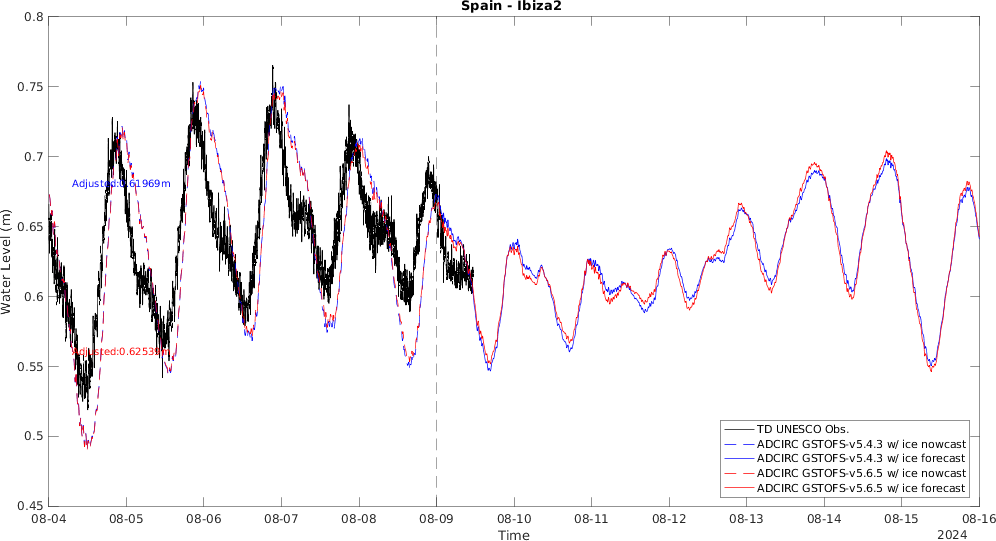 Spain - Ibiza2
0.8
0.75
0.7
0.65
0.6
0.55
0.5
0.45
Water Level (m)
Adjusted:0.61969m
Adjusted:0.62539m
TD UNESCO Obs.
ADCIRC GSTOFS-v5.4.3 w/ ice nowcast
ADCIRC GSTOFS-v5.4.3 w/ ice forecast
ADCIRC GSTOFS-v5.6.5 w/ ice nowcast
ADCIRC GSTOFS-v5.6.5 w/ ice forecast
08-04 08-05 08-06 08-07 08-08 08-09 08-10 08-11 08-12 08-13 08-14 08-15 08-16
Time
2024